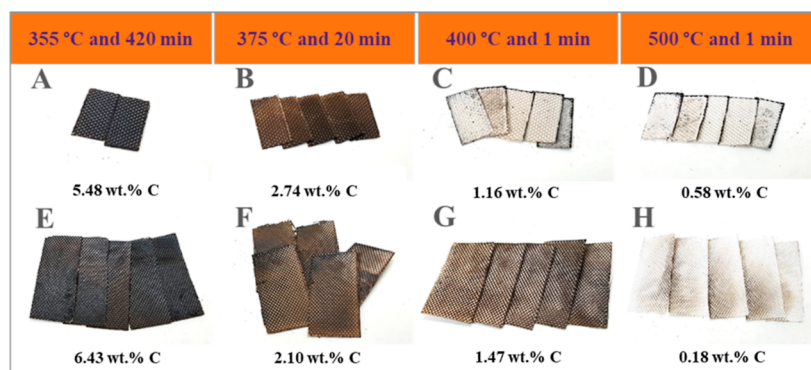 355 °C and 420 min
375 °C and 20 min
400 °C and 1 min
500 °C and 1 min
A
B
C
D
5.48 wt.% C
2.74 wt.% C
1.16 wt.% C
0.58 wt.% C
E
F
G
H
6.43 wt.% C
2.10 wt.% C
1.47 wt.% C
0.18 wt.% C